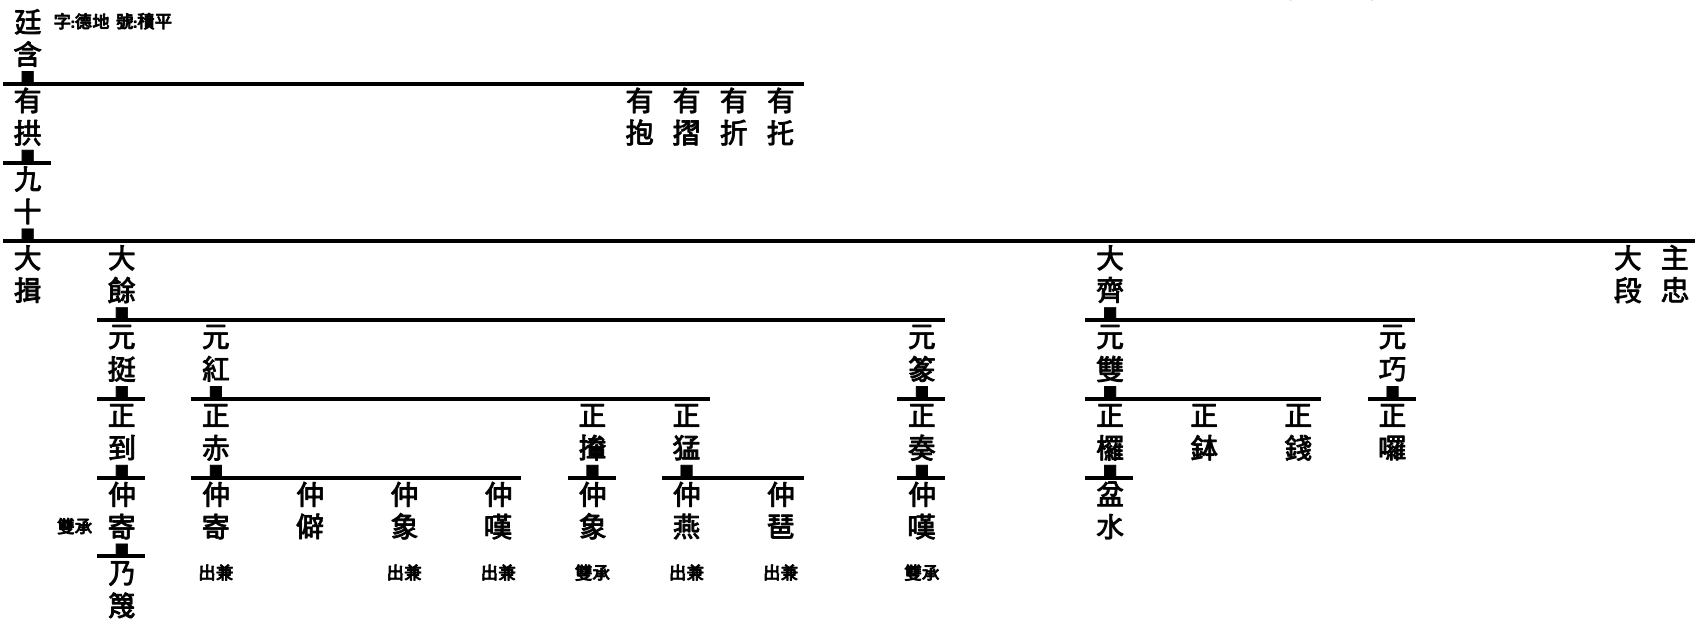 廷含 字:德地 號:積平
有拱 有抱 有摺 有折 有托
九十
大揖 大餘 大齊 大段 主忠
元挺 元紅 元篆 元雙 元巧
正到 正赤 正猛 正奏 正欏 正鉢 正錢 正囉
雙承 仲寄 仲寄 仲僻 仲象 仲嘆 仲象 仲燕 仲琶 仲嘆 盆水
出兼 出兼 出兼 雙承 出兼 出兼 雙承
乃篾